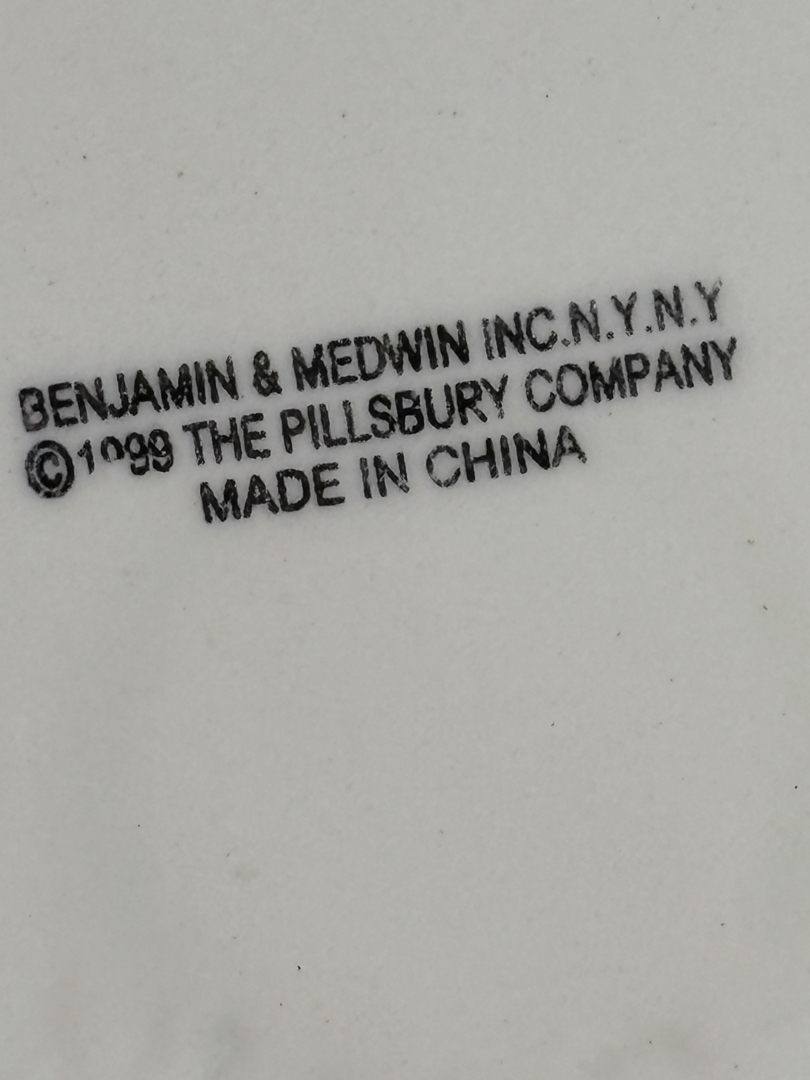 BENJAMIN & MEDWIN INC.N.Y.N.Y
©1999 THE PILLSBURY COMPANY
MADE IN CHINA